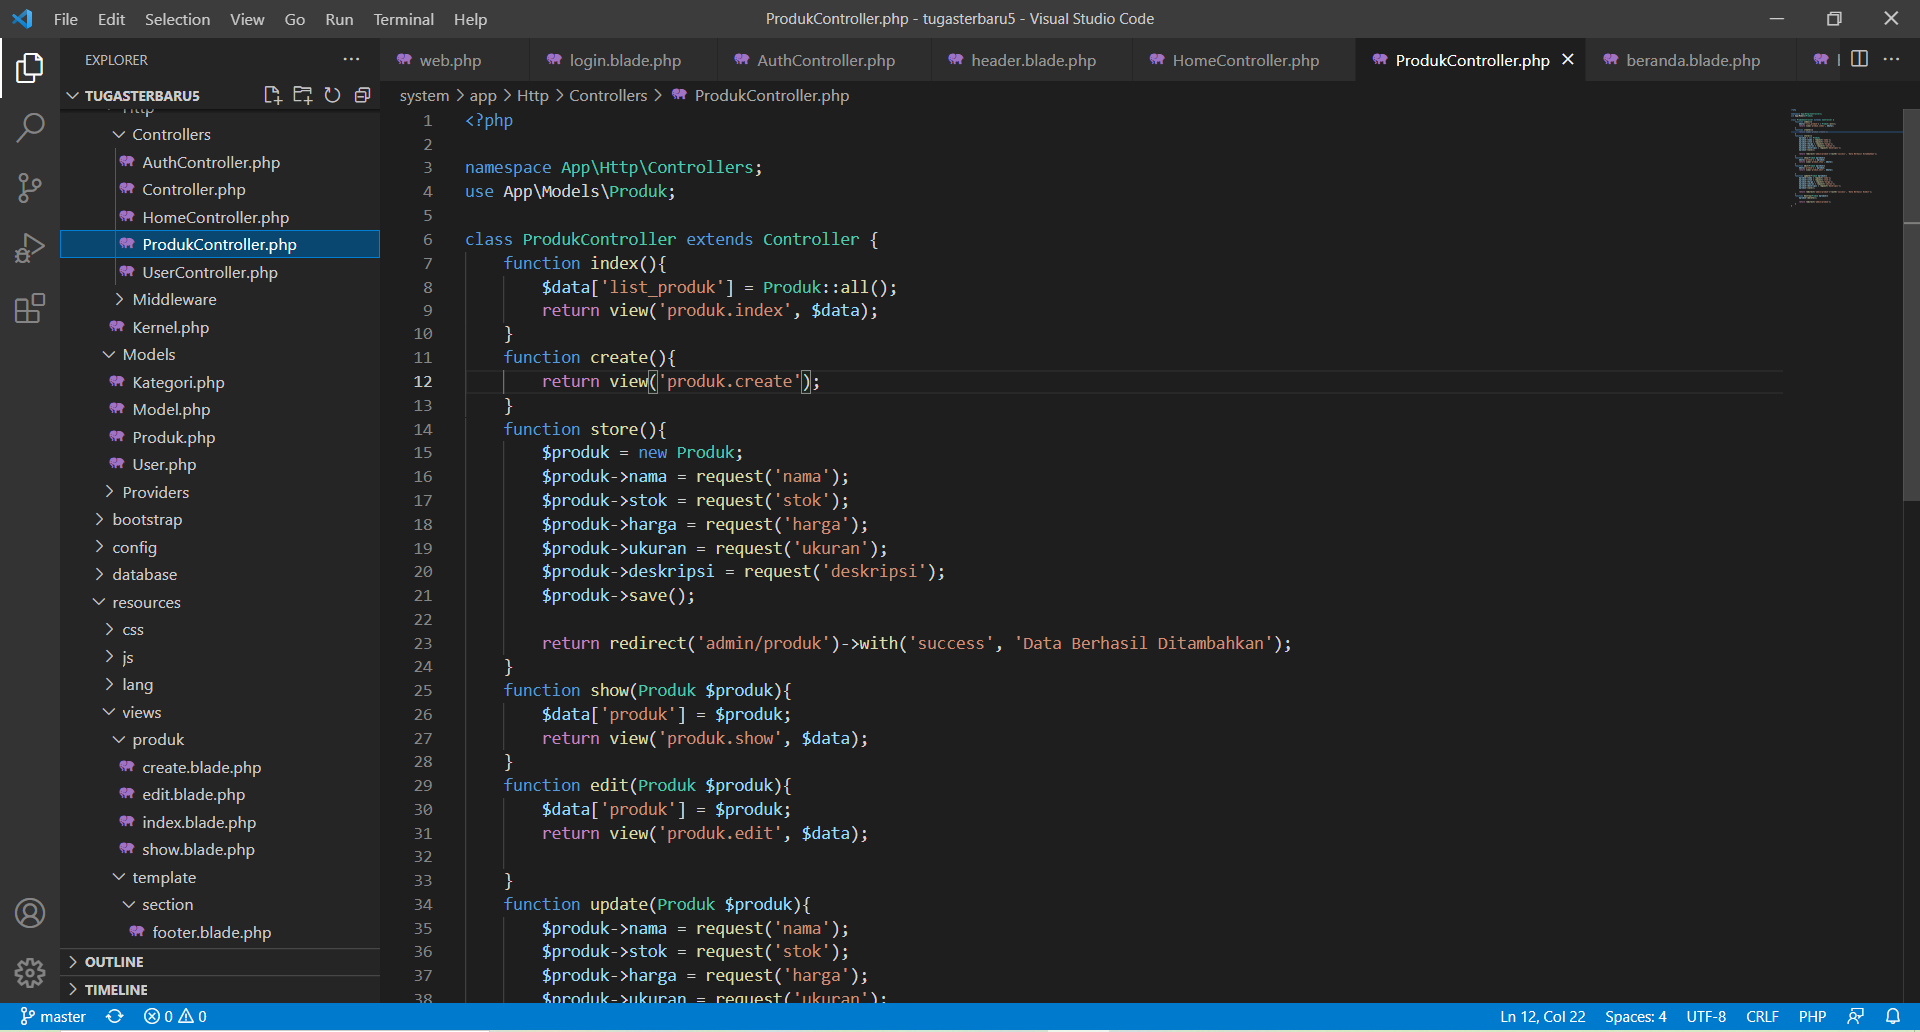 File Edit Selection View Go Run Terminal Help
ProdukController.php - tugasterbaru5 - Visual Studio Code
EXPLORER
web.php login.blade.php AuthController.php header.blade.php HomeController.php ProdukController.php beranda.blade.php
TUGASTERBARU5
system > app > Http > Controllers > ProdukController.php
Http
Controllers
AuthController.php
Controller.php
HomeController.php
ProdukController.php
UserController.php
Middleware
Kernel.php
Models
Kategori.php
Model.php
Produk.php
User.php
Providers
bootstrap
config
database
resources
css
js
lang
views
produk
create.blade.php
edit.blade.php
index.blade.php
show.blade.php
template
section
footer.blade.php
OUTLINE
TIMELINE
1 <?php
2
3 namespace App\Http\Controllers;
4 use App\Models\Produk;
5
6 class ProdukController extends Controller {
7 function index(){
8 $data['list_produk'] = Produk::all();
9 return view('produk.index', $data);
10 }
11 function create(){
12 return view('produk.create');
13 }
14 function store(){
15 $produk = new Produk;
16 $produk->nama = request('nama');
17 $produk->stok = request('stok');
18 $produk->harga = request('harga');
19 $produk->ukuran = request('ukuran');
20 $produk->deskripsi = request('deskripsi');
21 $produk->save();
22
23 return redirect('admin/produk')->with('success', 'Data Berhasil Ditambahkan');
24 }
25 function show(Produk $produk){
26 $data['produk'] = $produk;
27 return view('produk.show', $data);
28 }
29 function edit(Produk $produk){
30 $data['produk'] = $produk;
31 return view('produk.edit', $data);
32
33 }
34 function update(Produk $produk){
35 $produk->nama = request('nama');
36 $produk->stok = request('stok');
37 $produk->harga = request('harga');
38 $produk->ukuran = request('ukuran');
master 0 0 Ln 12, Col 22 Spaces: 4 UTF-8 CRLF PHP